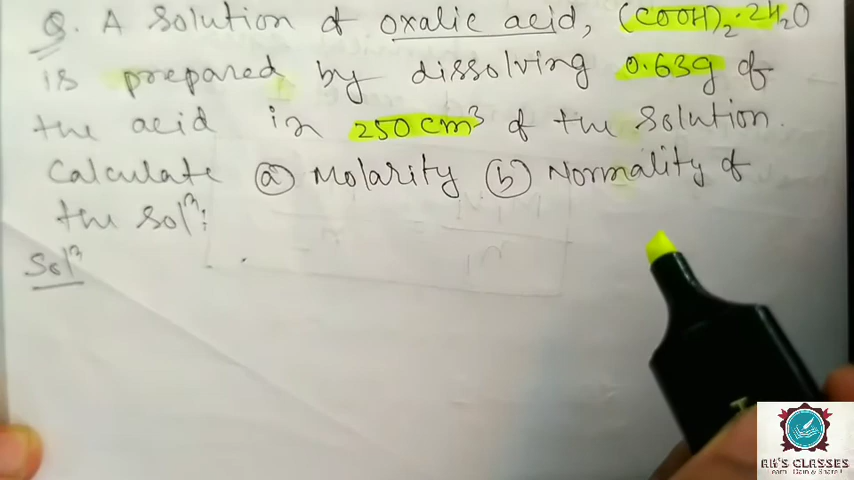 Q. A Solution of oxalic acid, (COOH)₂·2H₂O
is prepared by dissolving 0.63g of
the acid in 250 cm³ of the solution.
Calculate (a) Molarity (b) Normality of
the Solⁿ:
Solⁿ
RK'S CLASSES